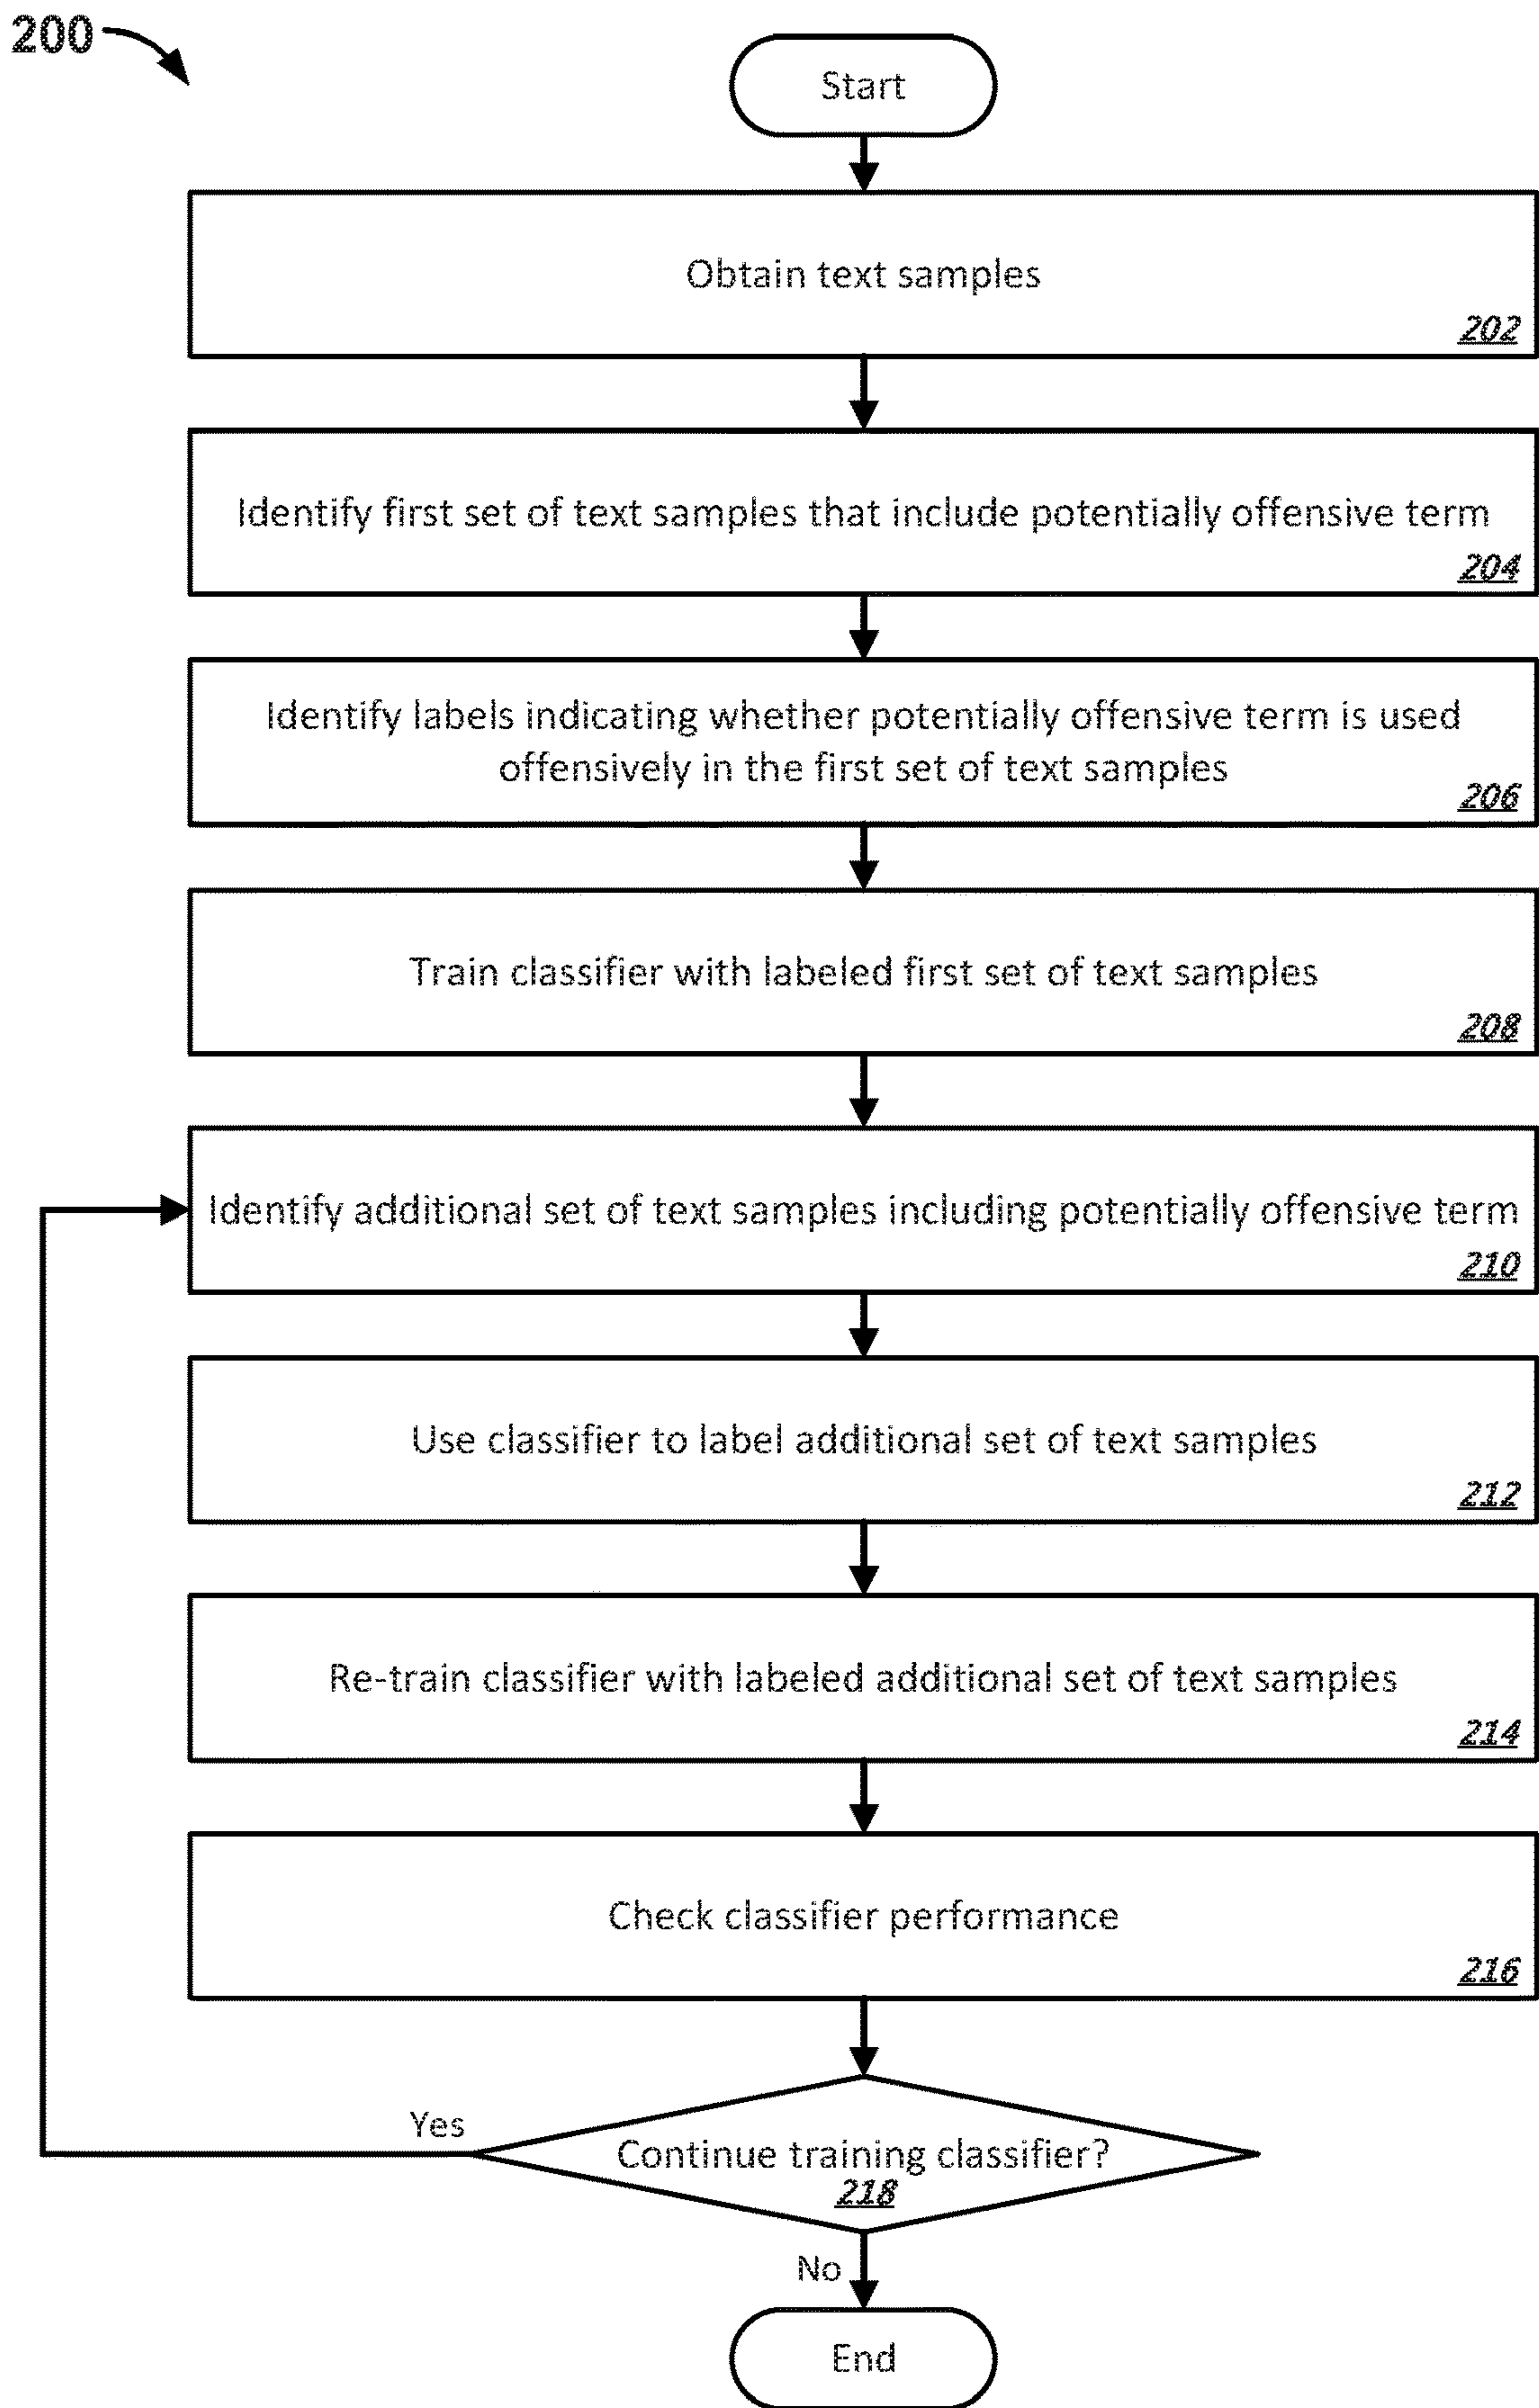 200
Start
Obtain text samples
202
Identify first set of text samples that include potentially offensive term
204
Identify labels indicating whether potentially offensive term is used
offensively in the first set of text samples
206
Train classifier with labeled first set of text samples
208
Identify additional set of text samples including potentially offensive term
210
Use classifier to label additional set of text samples
212
Re-train classifier with labeled additional set of text samples
214
Check classifier performance
216
Yes
Continue training classifier?
218
No
End